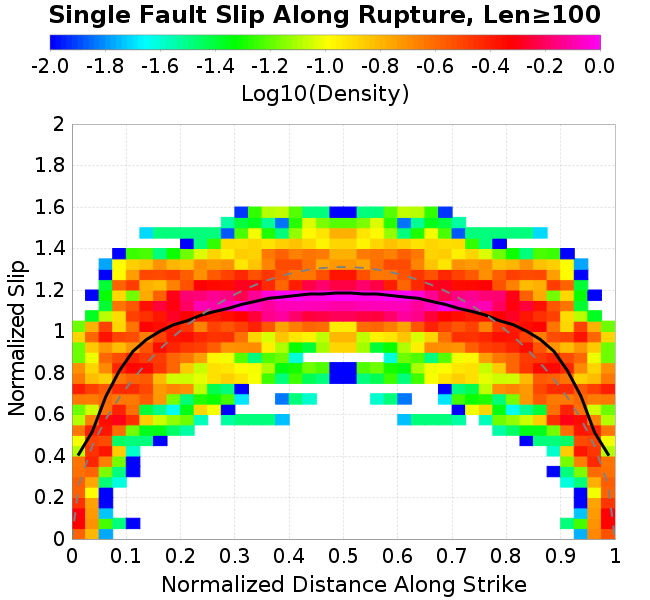 Single Fault Slip Along Rupture, Len≥100
-2.0 -1.8 -1.6 -1.4 -1.2 -1.0 -0.8 -0.6 -0.4 -0.2 0.0
Log10(Density)
2
1.8
1.6
1.4
1.2
1
0.8
0.6
0.4
0.2
0
Normalized Slip
0 0.1 0.2 0.3 0.4 0.5 0.6 0.7 0.8 0.9 1
Normalized Distance Along Strike